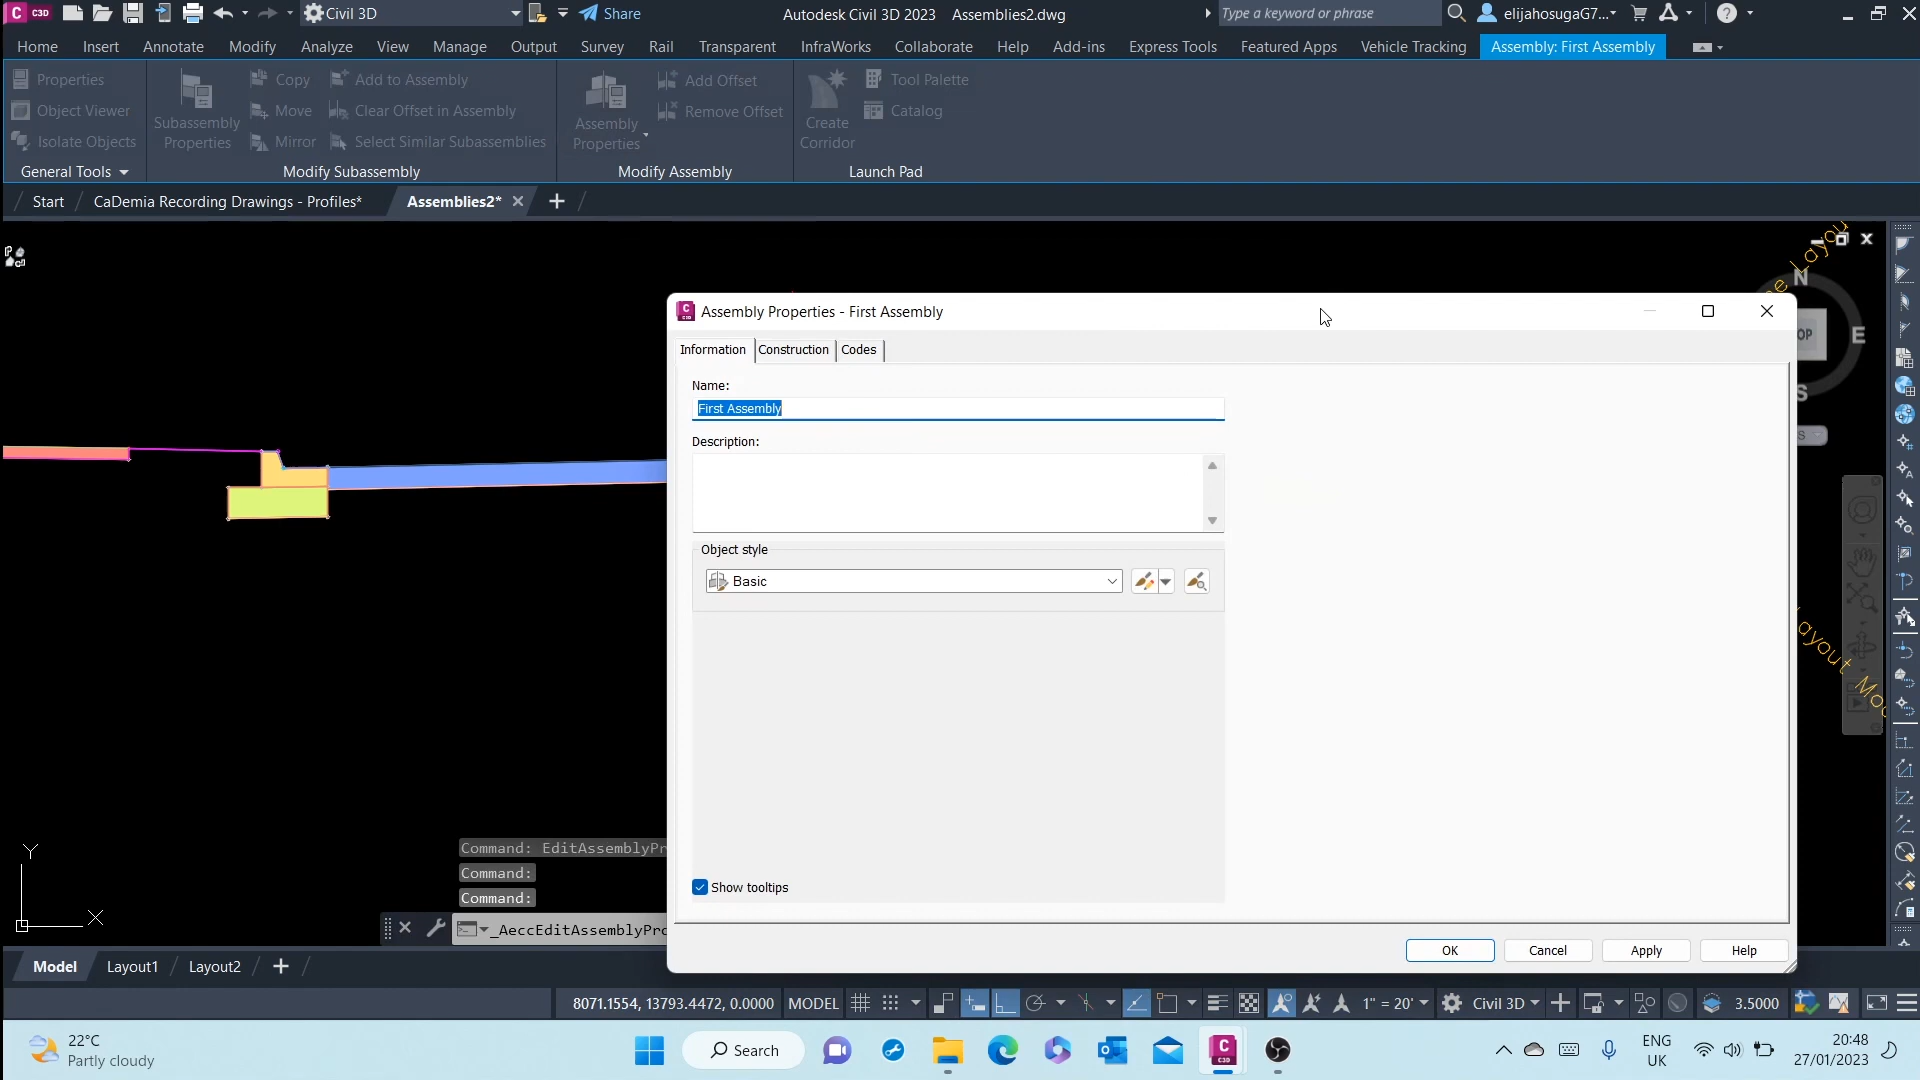 C3D
Civil 3D
Share
Autodesk Civil 3D 2023 Assemblies2.dwg
Type a keyword or phrase
elijahosugaG7...
Home Insert Annotate Modify Analyze View Manage Output Survey Rail Transparent InfraWorks Collaborate Help Add-ins Express Tools Featured Apps Vehicle Tracking Assembly: First Assembly
Properties
Object Viewer
Isolate Objects
General Tools
Subassembly
Properties
Copy
Move
Mirror
Add to Assembly
Clear Offset in Assembly
Select Similar Subassemblies
Modify Subassembly
Assembly
Properties
Add Offset
Remove Offset
Modify Assembly
Create
Corridor
Tool Palette
Catalog
Launch Pad
Start CaDemia Recording Drawings - Profiles* Assemblies2*
N
E
S
OP
Assembly Properties - First Assembly
Information Construction Codes
Name:
First Assembly
Description:
Object style
Basic
Show tooltips
OK Cancel Apply Help
Y
X
Command: EditAssemblyPr
Command:
Command:
_AeccEditAssemblyPro
Model Layout1 Layout2
8071.1554, 13793.4472, 0.0000 MODEL 1" = 20' Civil 3D 3.5000
22°C
Partly cloudy
Search
ENG
UK
20:48
27/01/2023